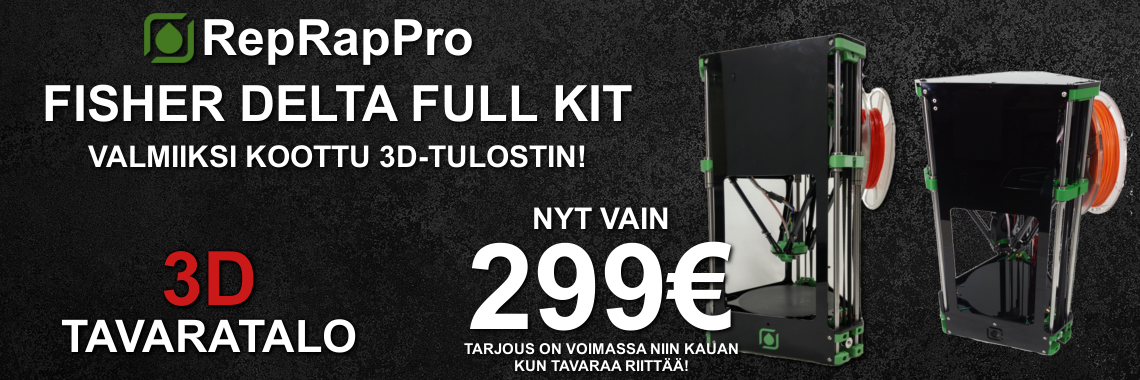 RepRapPro
FISHER DELTA FULL KIT
VALMIIKSI KOOTTU 3D-TULOSTIN!
NYT VAIN
299€
TARJOUS ON VOIMASSA NIIN KAUAN
KUN TAVARAA RIITTÄÄ!
3D
TAVARATALO